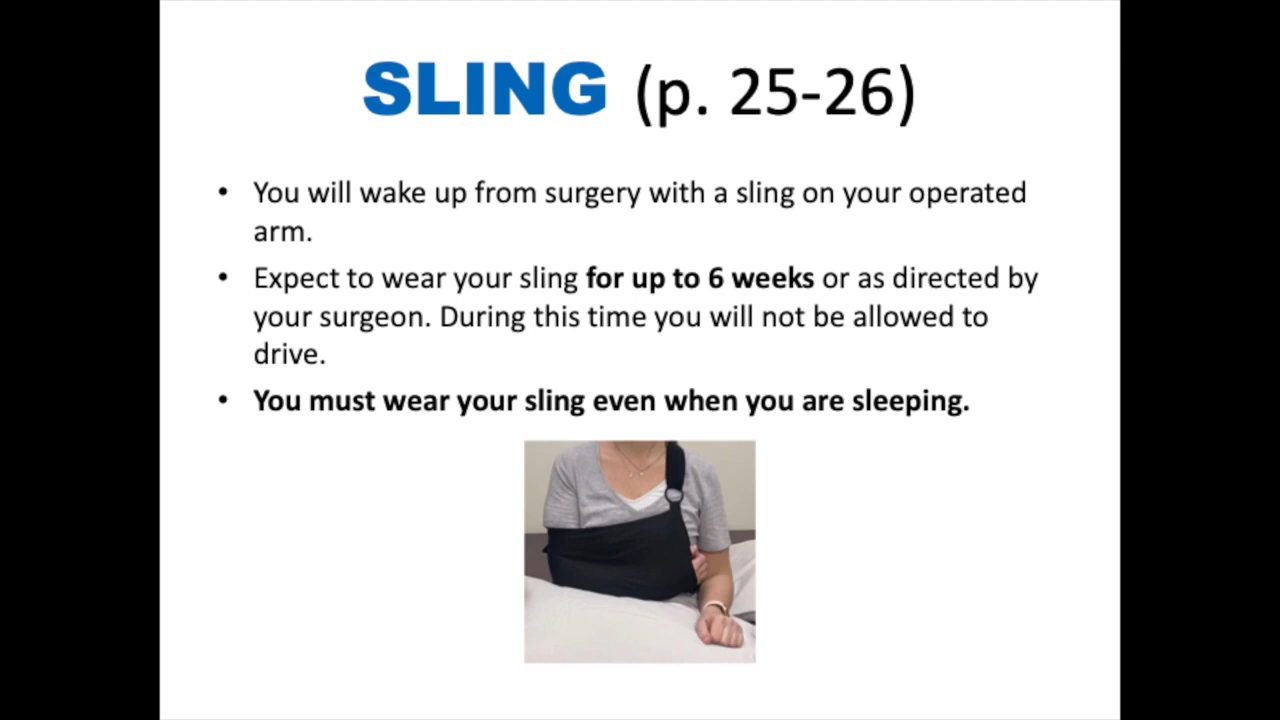 SLING (p. 25-26)
• You will wake up from surgery with a sling on your operated
arm.
• Expect to wear your sling for up to 6 weeks or as directed by
your surgeon. During this time you will not be allowed to
drive.
• You must wear your sling even when you are sleeping.